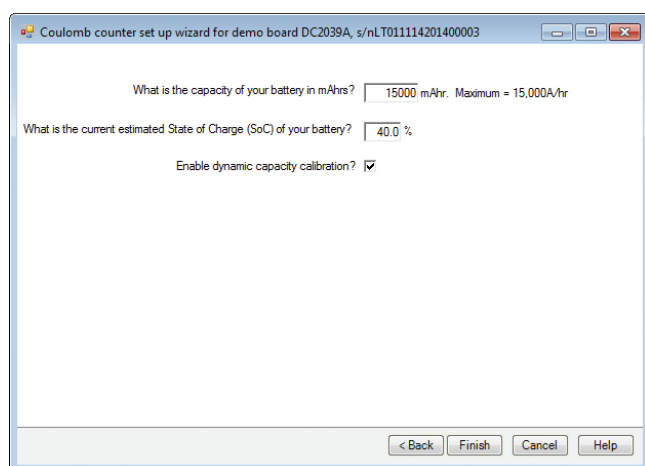 Coulomb counter set up wizard for demo board DC2039A, s/nLT011114201400003
What is the capacity of your battery in mAhrs? 15000 mAhr. Maximum = 15,000A/hr
What is the current estimated State of Charge (SoC) of your battery? 40.0 %
Enable dynamic capacity calibration?
< Back Finish Cancel Help